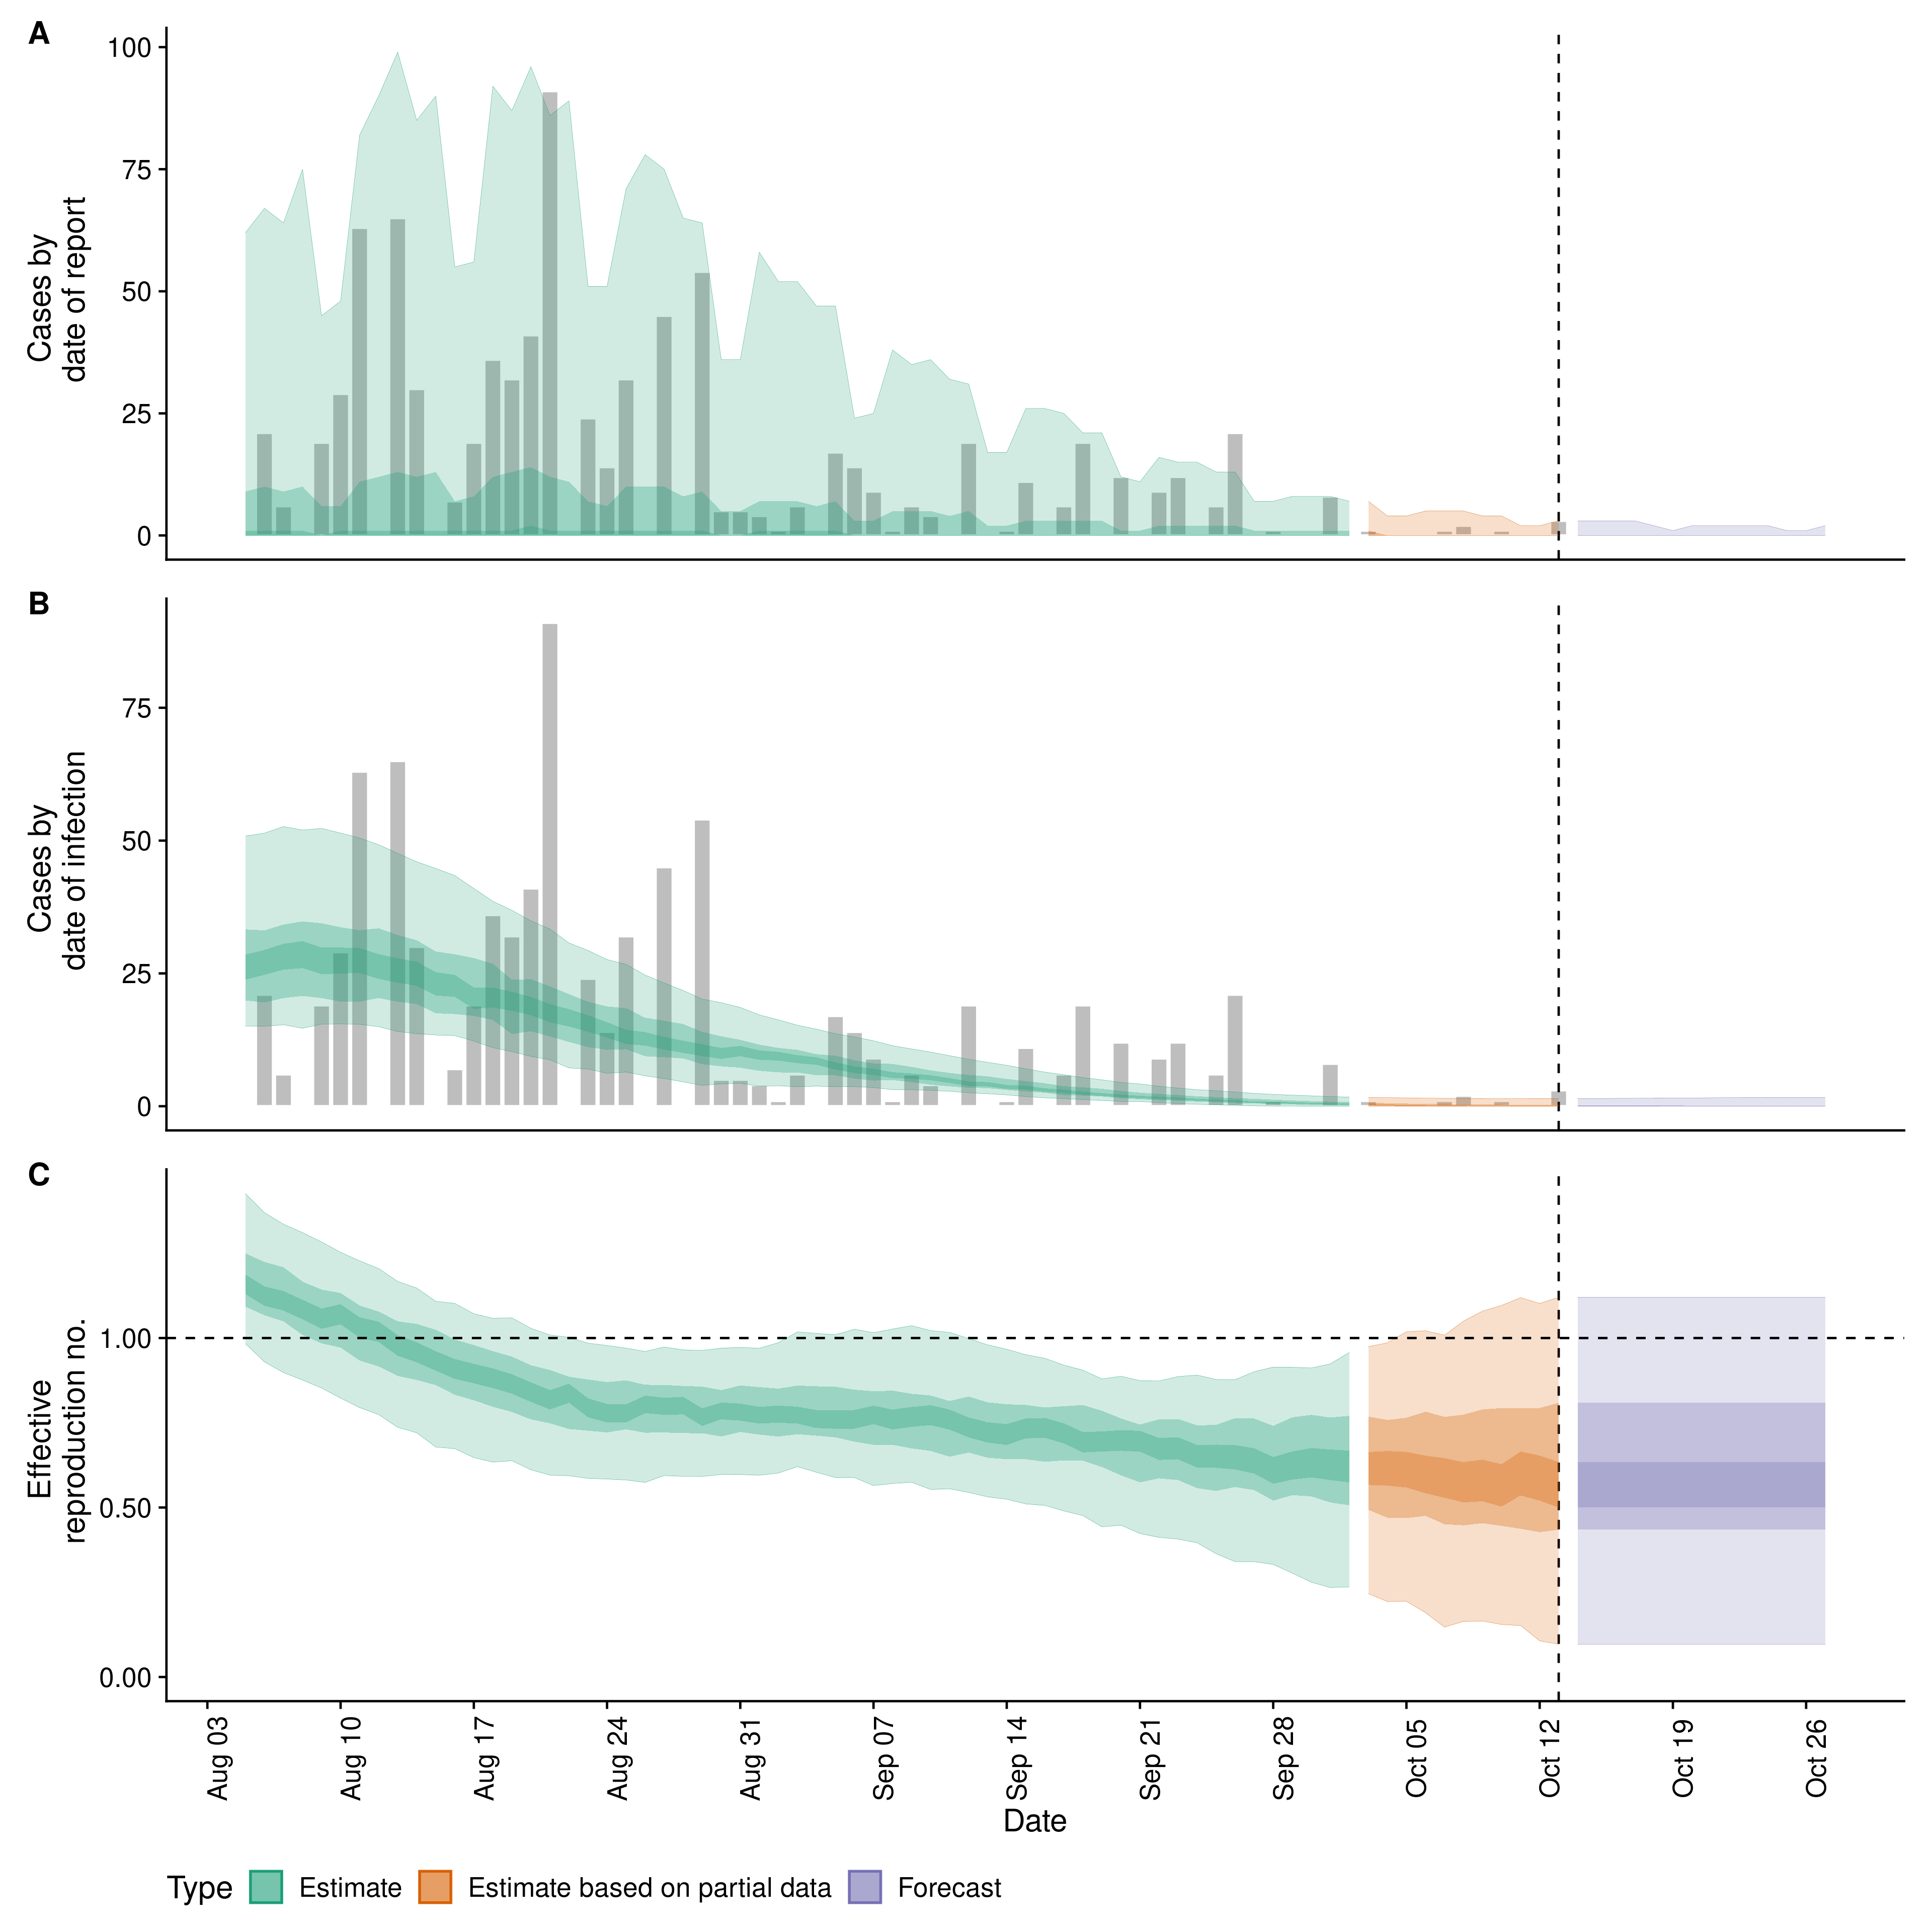 A
100
75
50
25
0
Cases by
date of report
B
75
50
25
0
Cases by
date of infection
C
1.00
0.50
0.00
Effective
reproduction no.
Aug 03
Aug 10
Aug 17
Aug 24
Aug 31
Sep 07
Sep 14
Sep 21
Sep 28
Oct 05
Oct 12
Oct 19
Oct 26
Date
Type
Estimate
Estimate based on partial data
Forecast